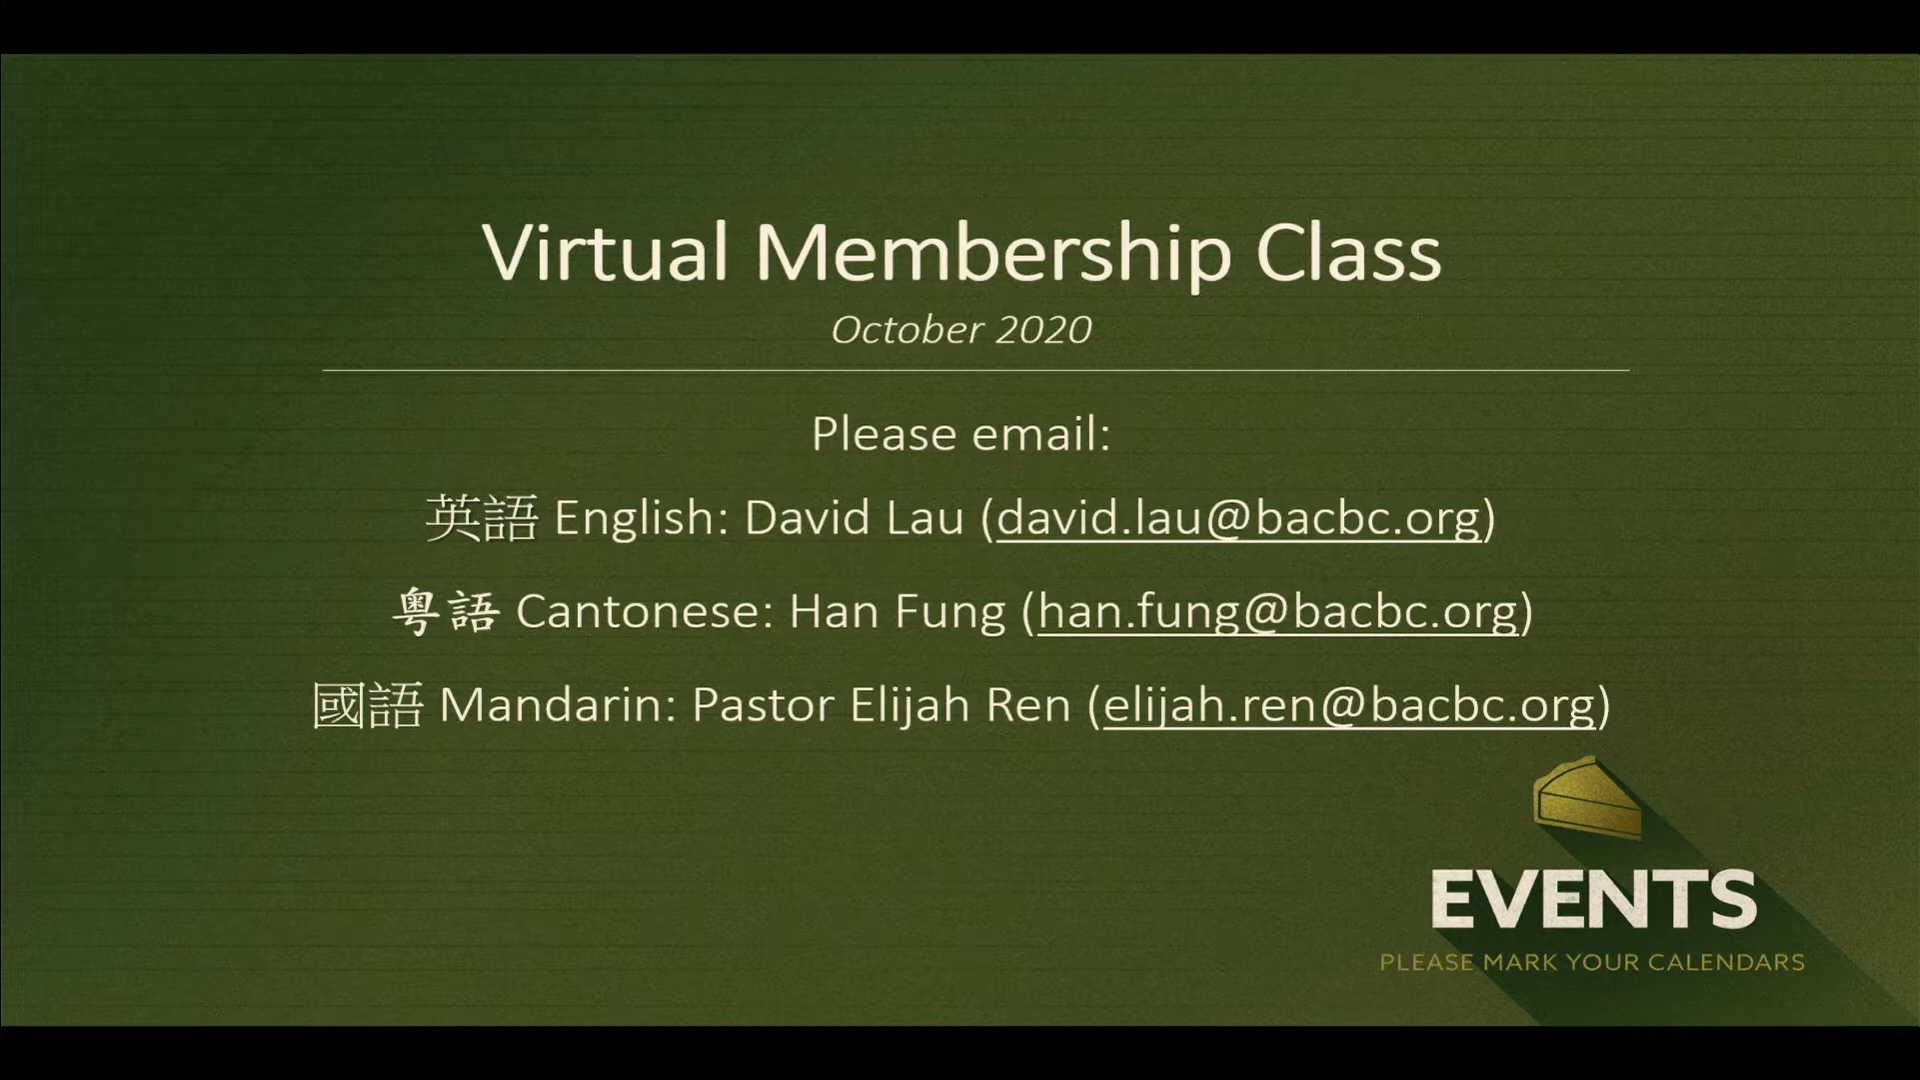 Virtual Membership Class
October 2020
Please email:
英語 English: David Lau (david.lau@bacbc.org)
粵語 Cantonese: Han Fung (han.fung@bacbc.org)
國語 Mandarin: Pastor Elijah Ren (elijah.ren@bacbc.org)
EVENTS
PLEASE MARK YOUR CALENDARS